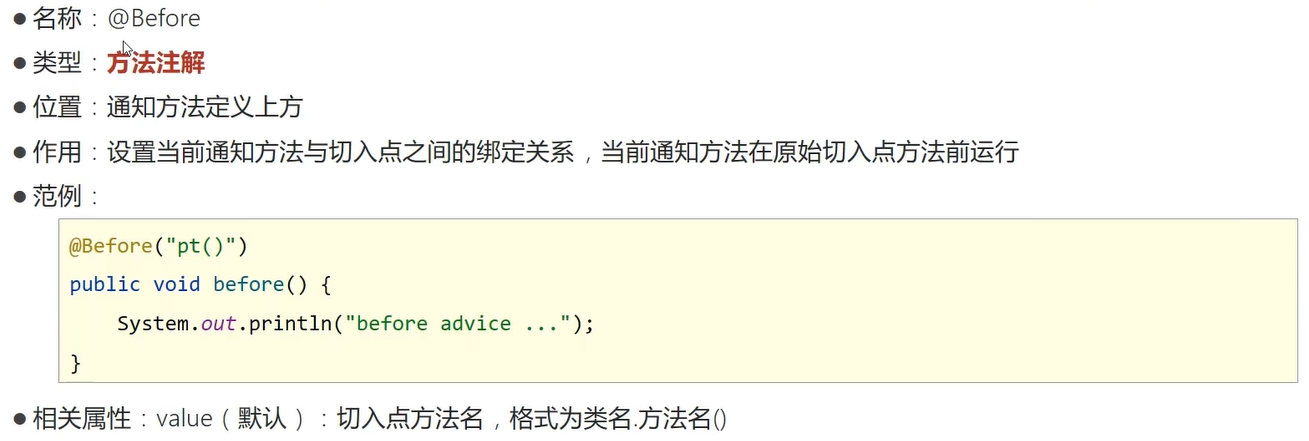 ● 名称：@Before
● 类型：方法注解
● 位置：通知方法定义上方
● 作用：设置当前通知方法与切入点之间的绑定关系，当前通知方法在原始切入点方法前运行
● 范例：
@Before("pt()")
public void before() {
    System.out.println("before advice ...");
}
● 相关属性：value（默认）：切入点方法名，格式为类名.方法名()